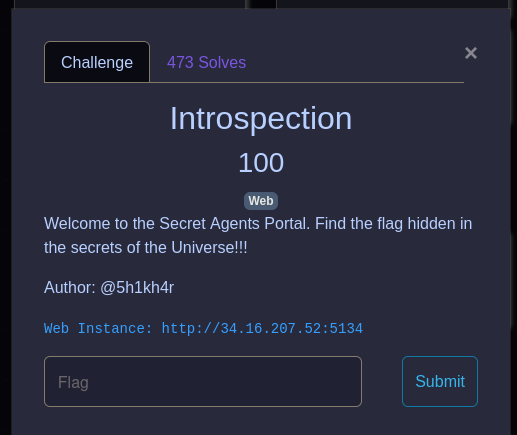 Challenge 473 Solves ×
Introspection
100
Web
Welcome to the Secret Agents Portal. Find the flag hidden in
the secrets of the Universe!!!
Author: @5h1kh4r
Web Instance: http://34.16.207.52:5134
Flag Submit